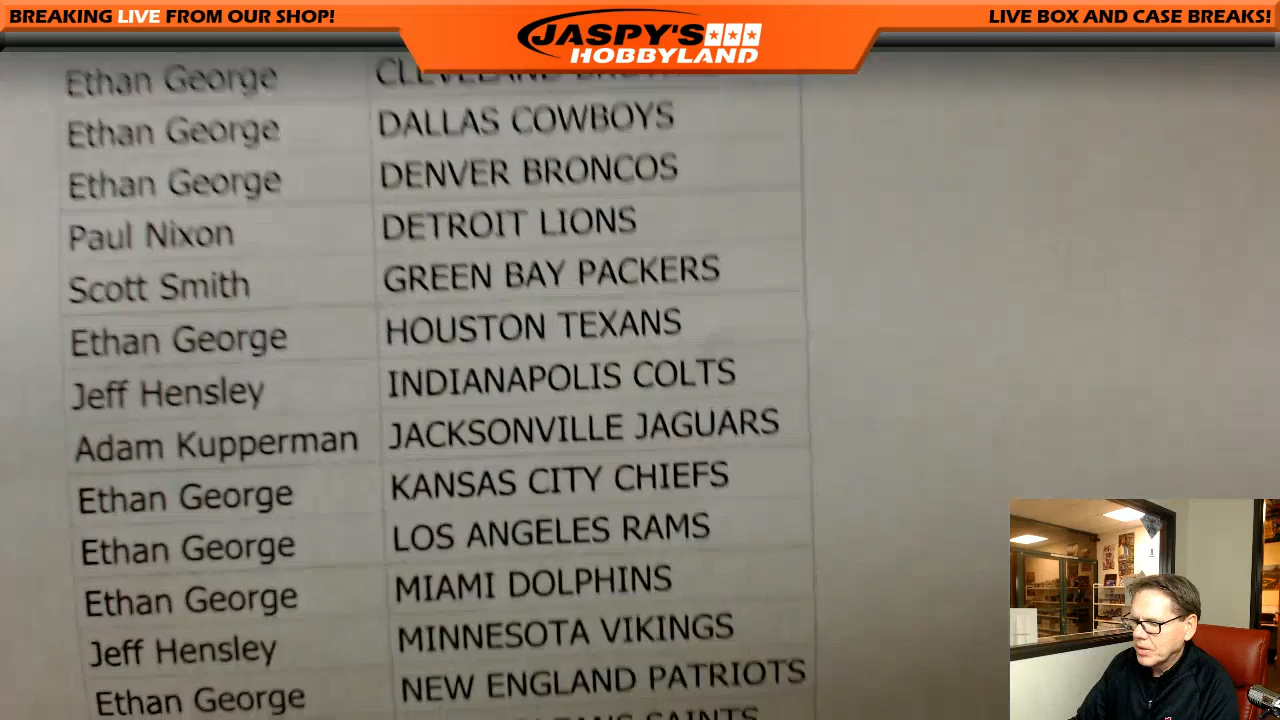 BREAKING LIVE FROM OUR SHOP!
JASPY'S
HOBBYLAND
LIVE BOX AND CASE BREAKS!
Ethan George CLEVELAND
Ethan George DALLAS COWBOYS
Ethan George DENVER BRONCOS
Paul Nixon DETROIT LIONS
Scott Smith GREEN BAY PACKERS
Ethan George HOUSTON TEXANS
Jeff Hensley INDIANAPOLIS COLTS
Adam Kupperman JACKSONVILLE JAGUARS
Ethan George KANSAS CITY CHIEFS
Ethan George LOS ANGELES RAMS
Ethan George MIAMI DOLPHINS
Jeff Hensley MINNESOTA VIKINGS
Ethan George NEW ENGLAND PATRIOTS
SAINTS